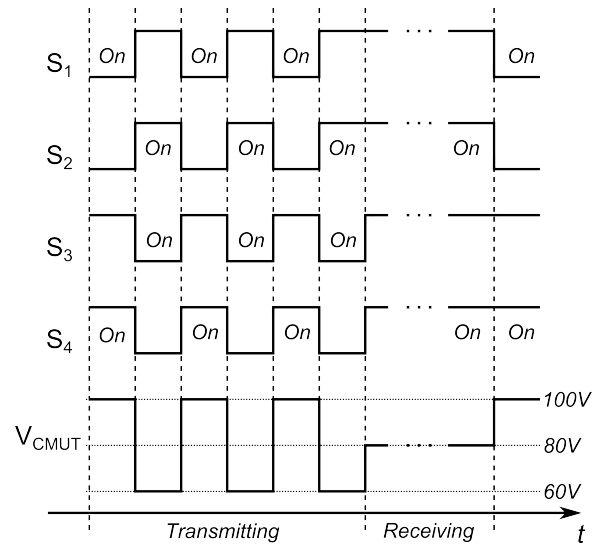 S1 On On On ... On
S2 On On On ... On
S3 On On On ...
S4 On On On ... On On
100V
VCMUT ... 80V
60V
Transmitting Receiving t